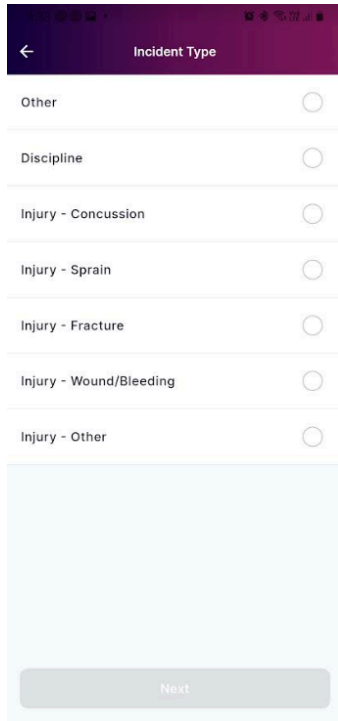 Incident Type
Other
Discipline
Injury - Concussion
Injury - Sprain
Injury - Fracture
Injury - Wound/Bleeding
Injury - Other
Next